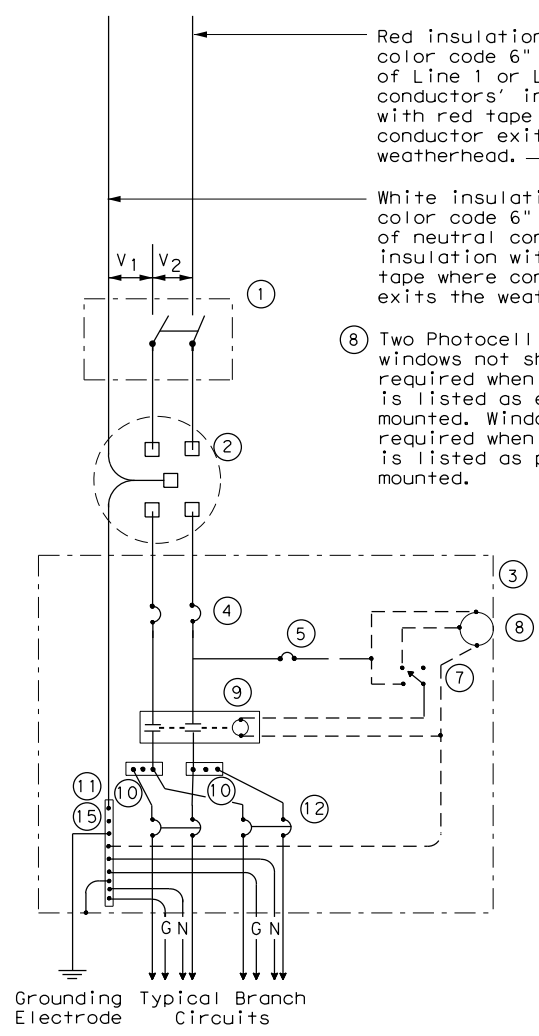 Red insulation
color code 6"
of Line 1 or
conductors' in
with red tape
conductor exit
weatherhead.
White insulati
color code 6"
of neutral con
insulation wit
tape where con
exits the weat
V1 V2
1
8 Two Photocell
windows not sh
required when
is listed as e
mounted. Windo
required when
is listed as p
mounted.
2
3
4
5
8
7
9
11
10
10
15
12
G N
G N
Grounding
Electrode
Typical Branch
Circuits